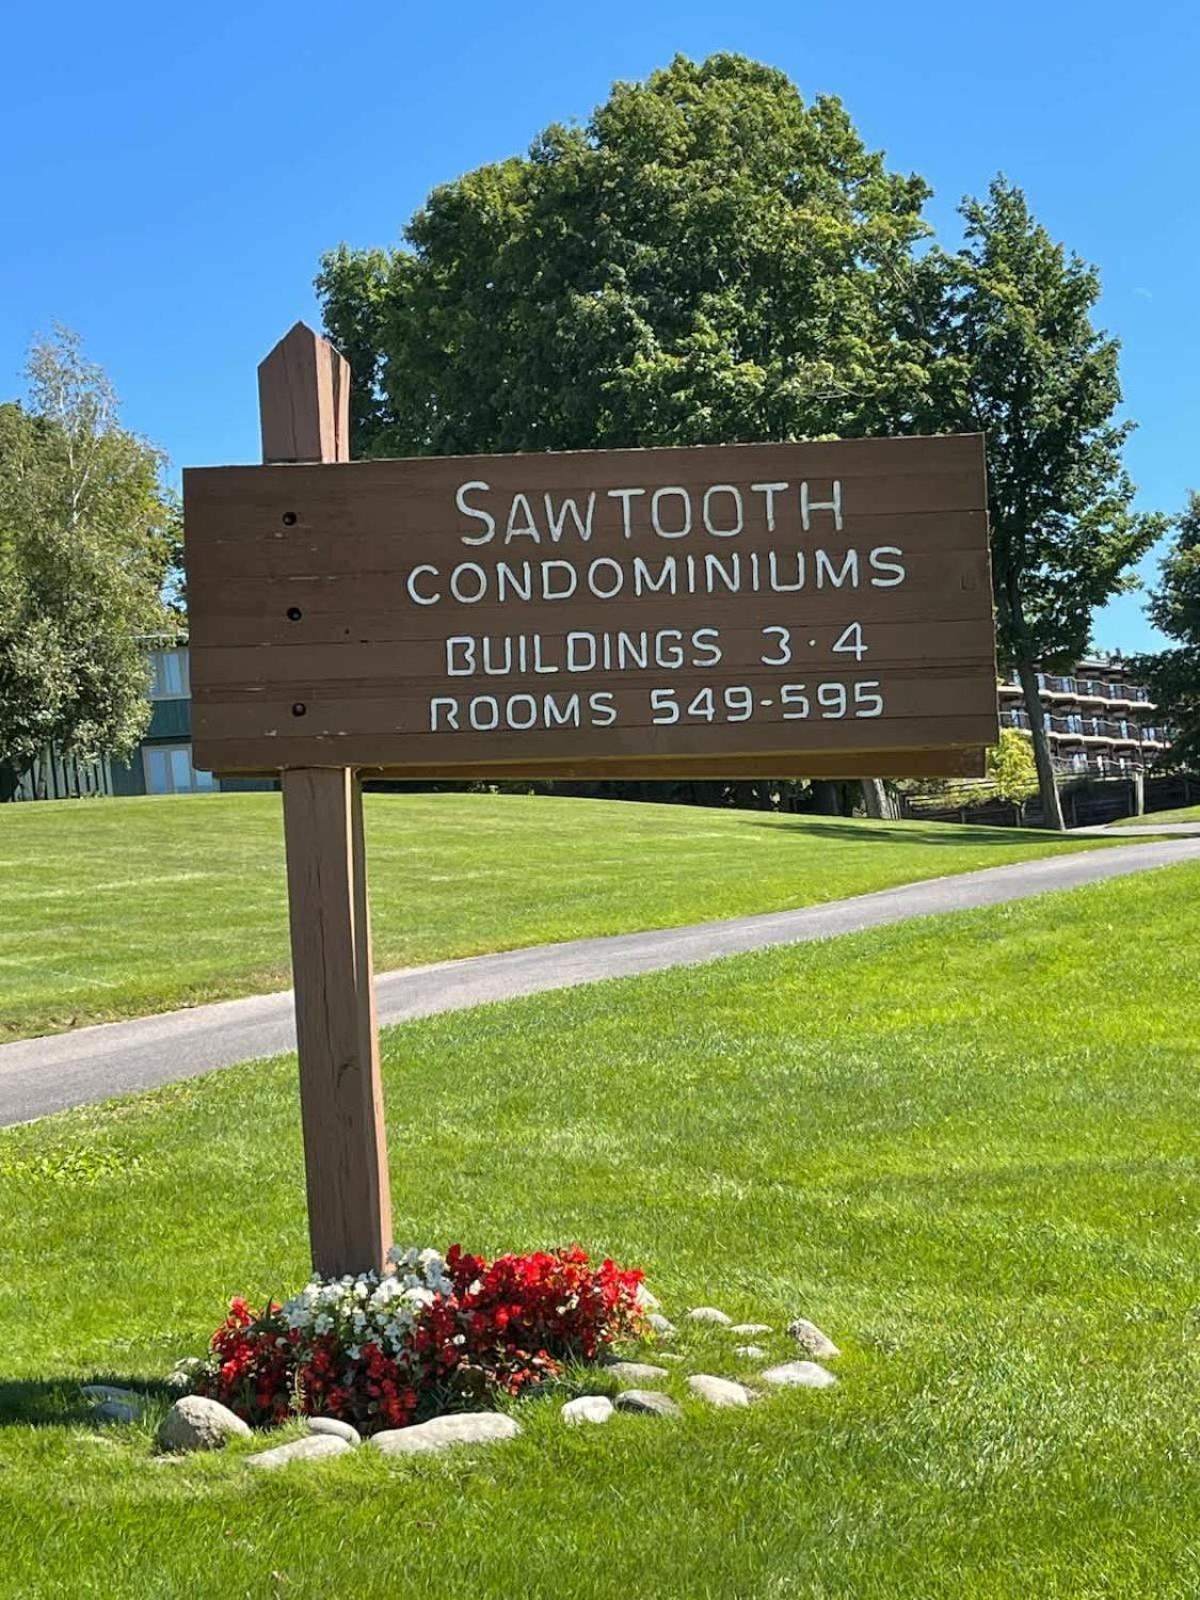 SAWTOOTH
CONDOMINIUMS
BUILDINGS 3·4
ROOMS 549-595